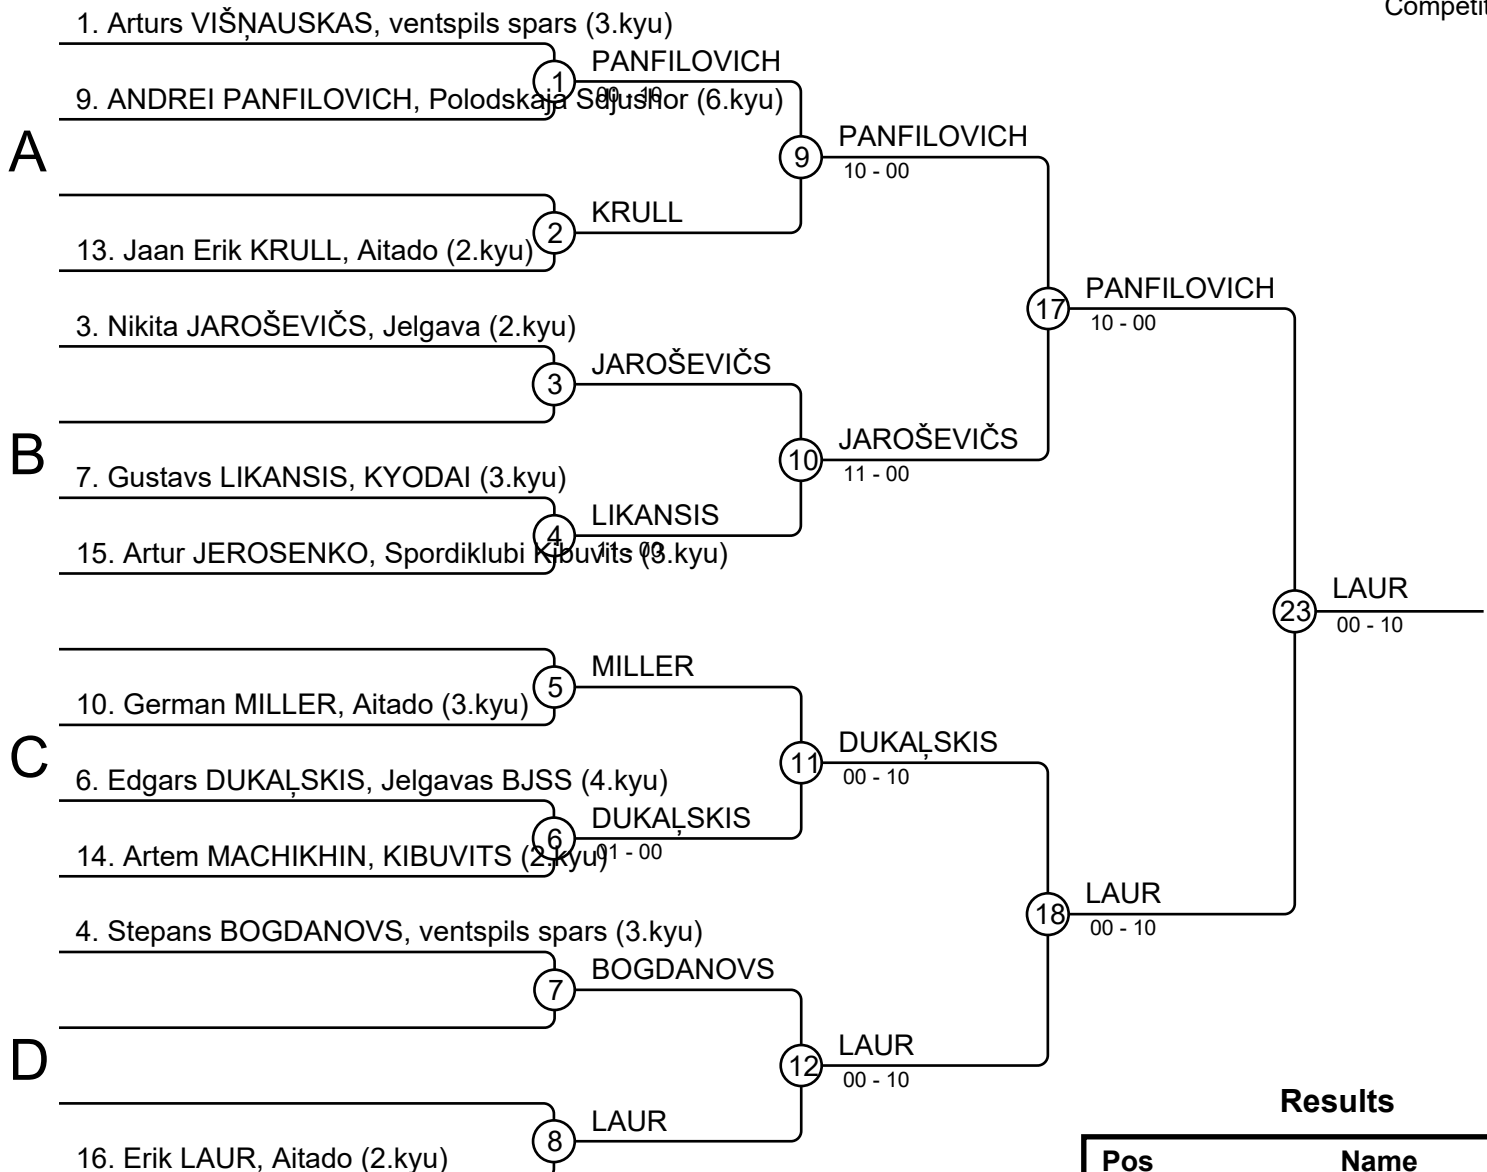 Competit
1. Arturs VIŠŅAUSKAS, ventspils spars (3.kyu)
1
PANFILOVICH
00 - 10
9. ANDREI PANFILOVICH, Polodskaja Sdjushor (6.kyu)
A
9
PANFILOVICH
10 - 00
2
KRULL
13. Jaan Erik KRULL, Aitado (2.kyu)
17
PANFILOVICH
10 - 00
3. Nikita JAROŠEVIČS, Jelgava (2.kyu)
3
JAROŠEVIČS
B
10
JAROŠEVIČS
11 - 00
7. Gustavs LIKANSIS, KYODAI (3.kyu)
4
LIKANSIS
11 - 00
15. Artur JEROSENKO, Spordiklubi Kibuvits (3.kyu)
23
LAUR
00 - 10
5
MILLER
10. German MILLER, Aitado (3.kyu)
C
11
DUKAĻSKIS
00 - 10
6. Edgars DUKAĻSKIS, Jelgavas BJSS (4.kyu)
6
DUKAĻSKIS
01 - 00
14. Artem MACHIKHIN, KIBUVITS (2.kyu)
18
LAUR
00 - 10
4. Stepans BOGDANOVS, ventspils spars (3.kyu)
7
BOGDANOVS
D
12
LAUR
00 - 10
8
LAUR
16. Erik LAUR, Aitado (2.kyu)
Results
Pos Name